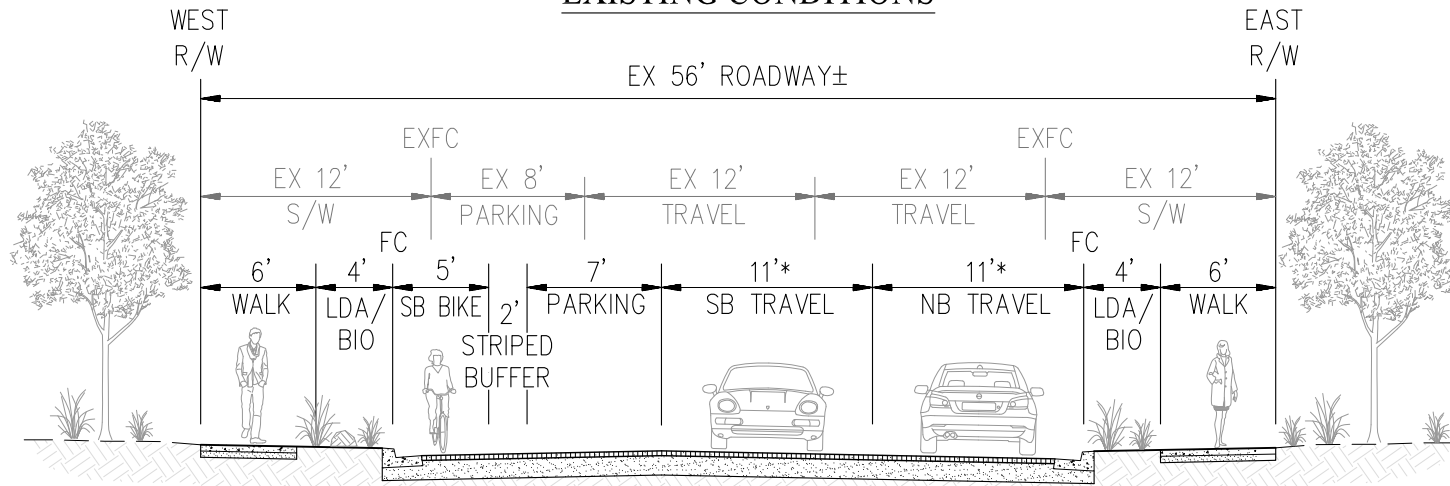 EXISTING CONDITIONS
WEST
R/W
EAST
R/W
EX 56' ROADWAY±
EXFC
EXFC
EX 12'
S/W
EX 8'
PARKING
EX 12'
TRAVEL
EX 12'
TRAVEL
EX 12'
S/W
FC
FC
6'
WALK
4'
LDA/
BIO
5'
SB BIKE
2'
STRIPED
BUFFER
7'
PARKING
11'*
SB TRAVEL
11'*
NB TRAVEL
4'
LDA/
BIO
6'
WALK